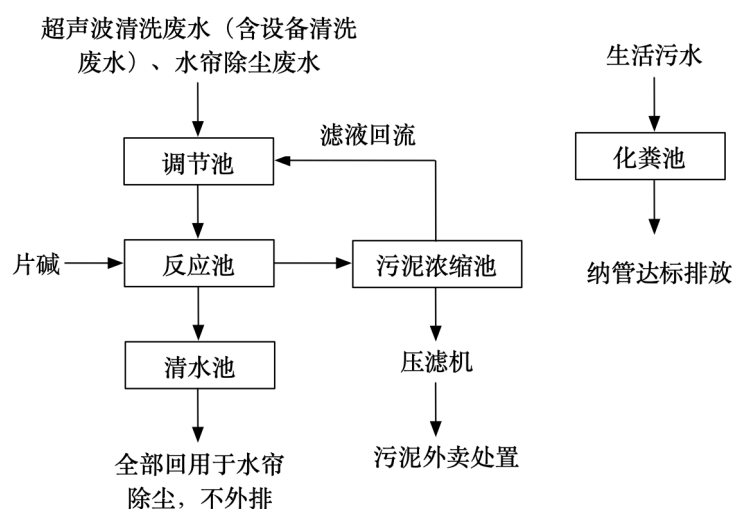 超声波清洗废水（含设备清洗
废水）、水帘除尘废水
生活污水
滤液回流
调节池
化粪池
片碱
反应池
污泥浓缩池
纳管达标排放
清水池
压滤机
全部回用于水帘
除尘，不外排
污泥外卖处置